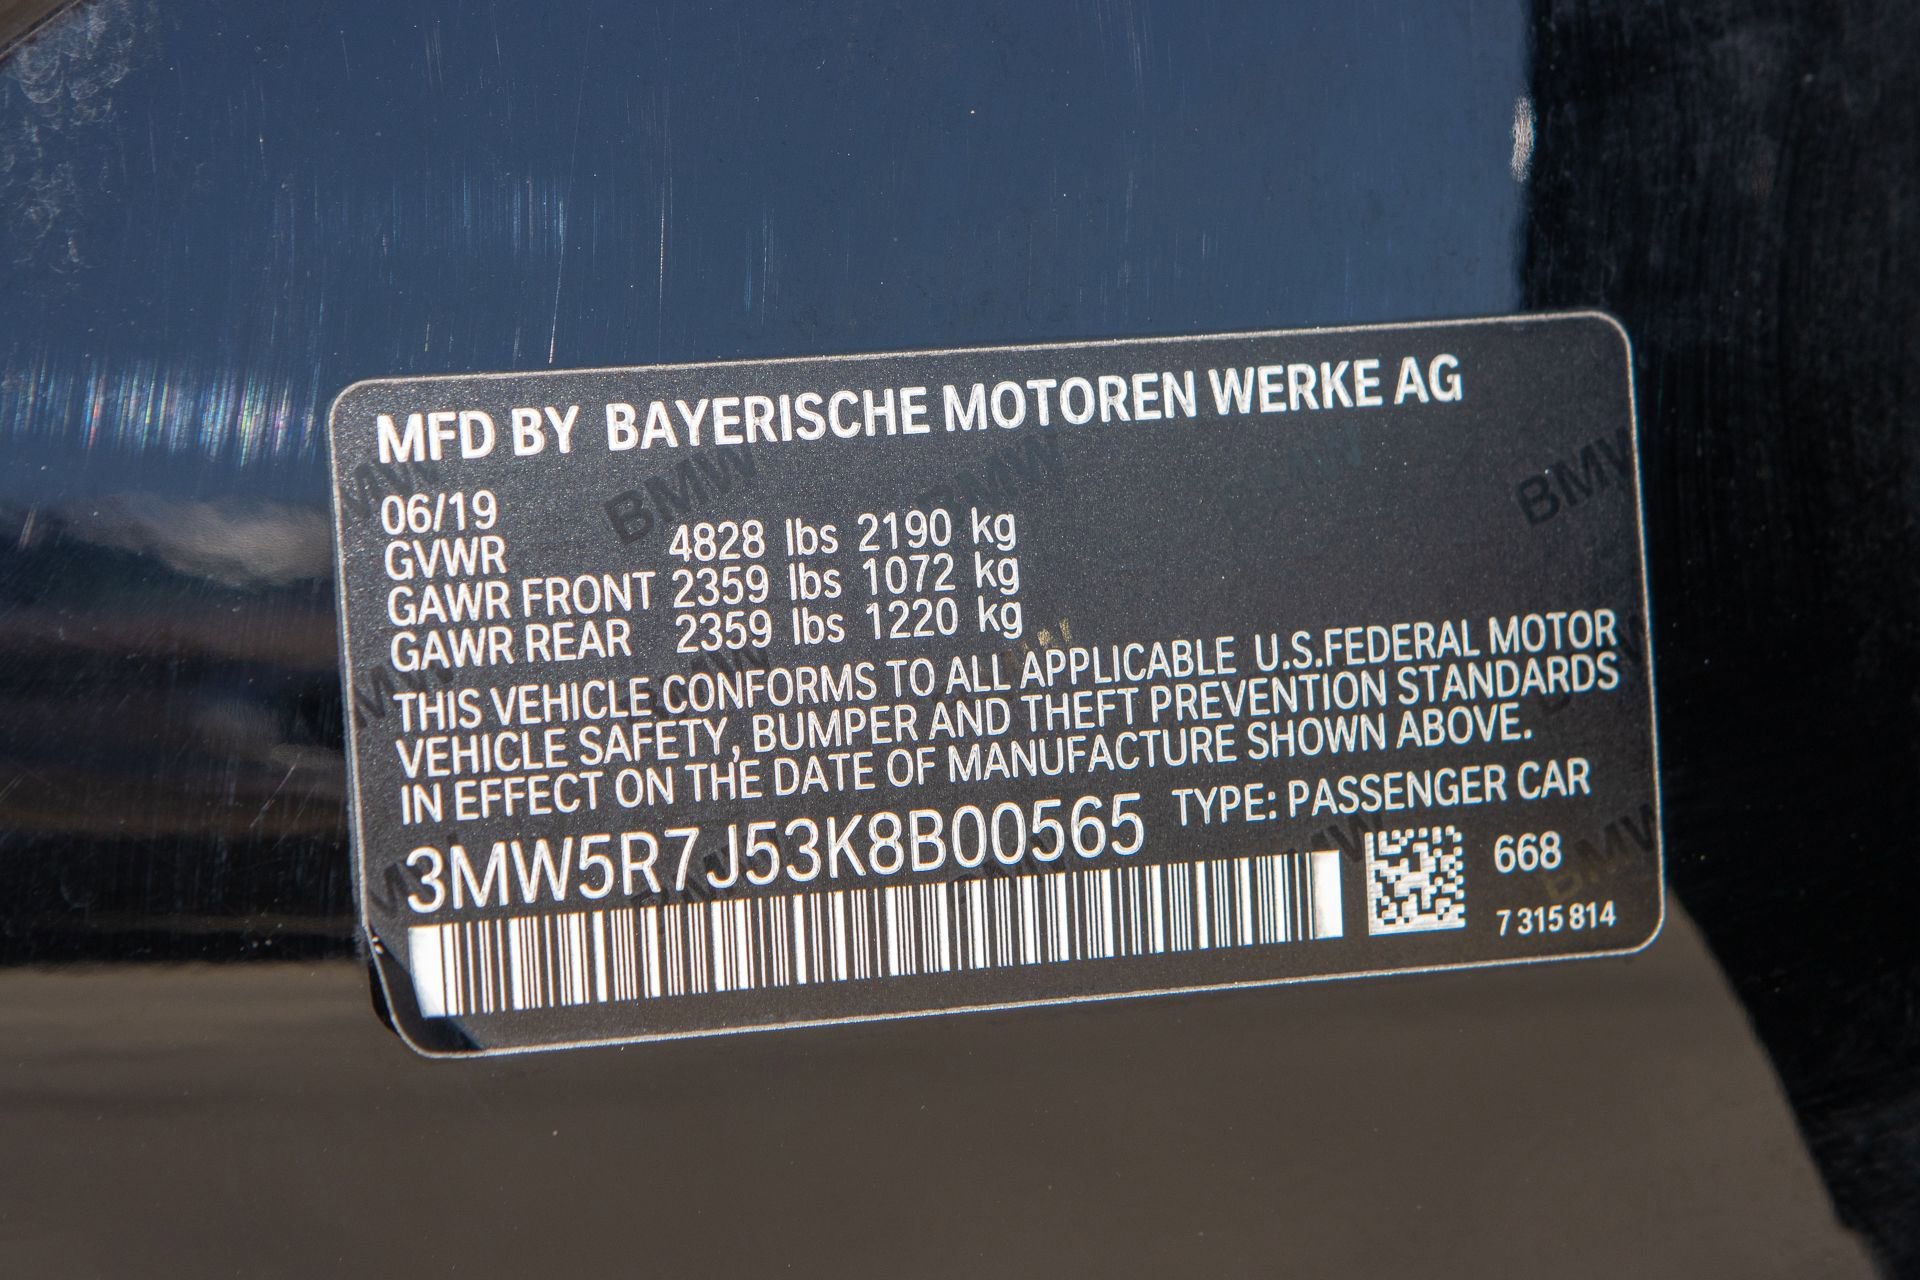 MFD BY BAYERISCHE MOTOREN WERKE AG
06/19
GVWR 4828 lbs 2190 kg
GAWR FRONT 2359 lbs 1072 kg
GAWR REAR 2359 lbs 1220 kg
THIS VEHICLE CONFORMS TO ALL APPLICABLE U.S.FEDERAL MOTOR
VEHICLE SAFETY, BUMPER AND THEFT PREVENTION STANDARDS
IN EFFECT ON THE DATE OF MANUFACTURE SHOWN ABOVE.
3MW5R7J53K8B00565 TYPE: PASSENGER CAR
668
7 315 814